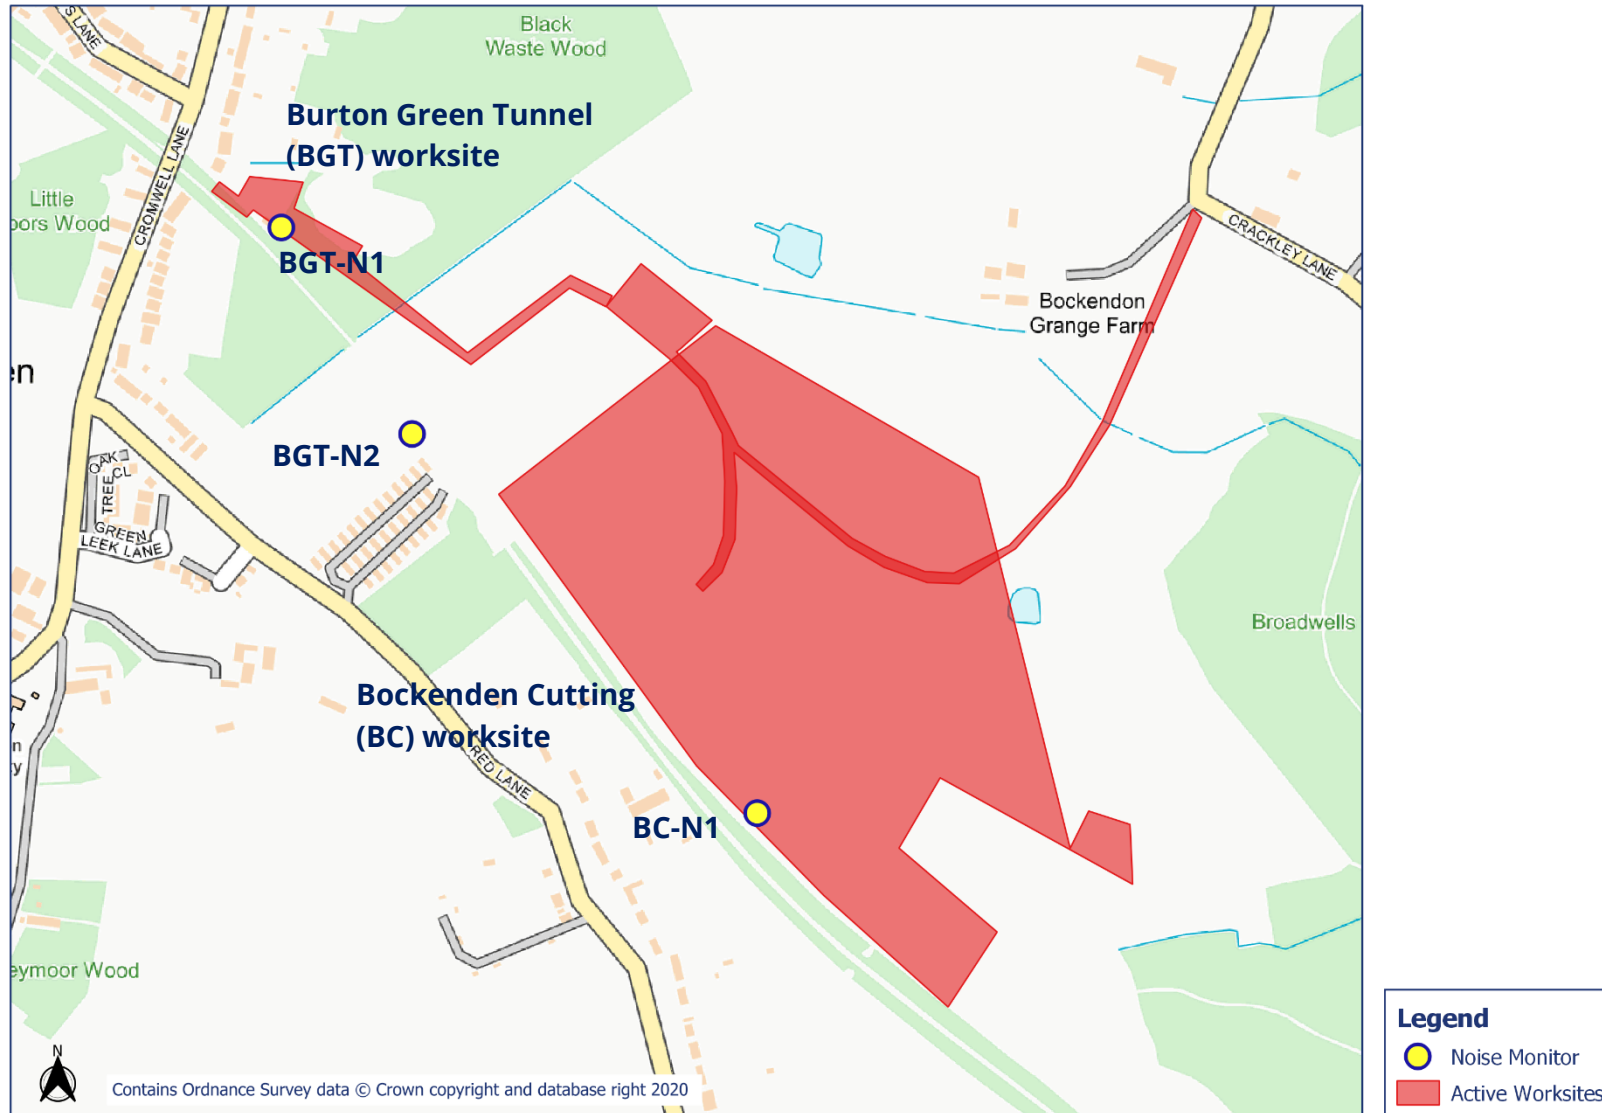 Black
Waste Wood
S LANE
Burton Green Tunnel
(BGT) worksite
CROMWELL LANE
Little
oors Wood
CRACKLEY LANE
BGT-N1
Bockendon
Grange Farm
en
BGT-N2
OAK
TREE
CL
GREEN
LEEK LANE
Broadwells
Bockenden Cutting
(BC) worksite
n
y
RED LANE
BC-N1
eymoor Wood
Legend
Noise Monitor
Active Worksites
N
Contains Ordnance Survey data © Crown copyright and database right 2020